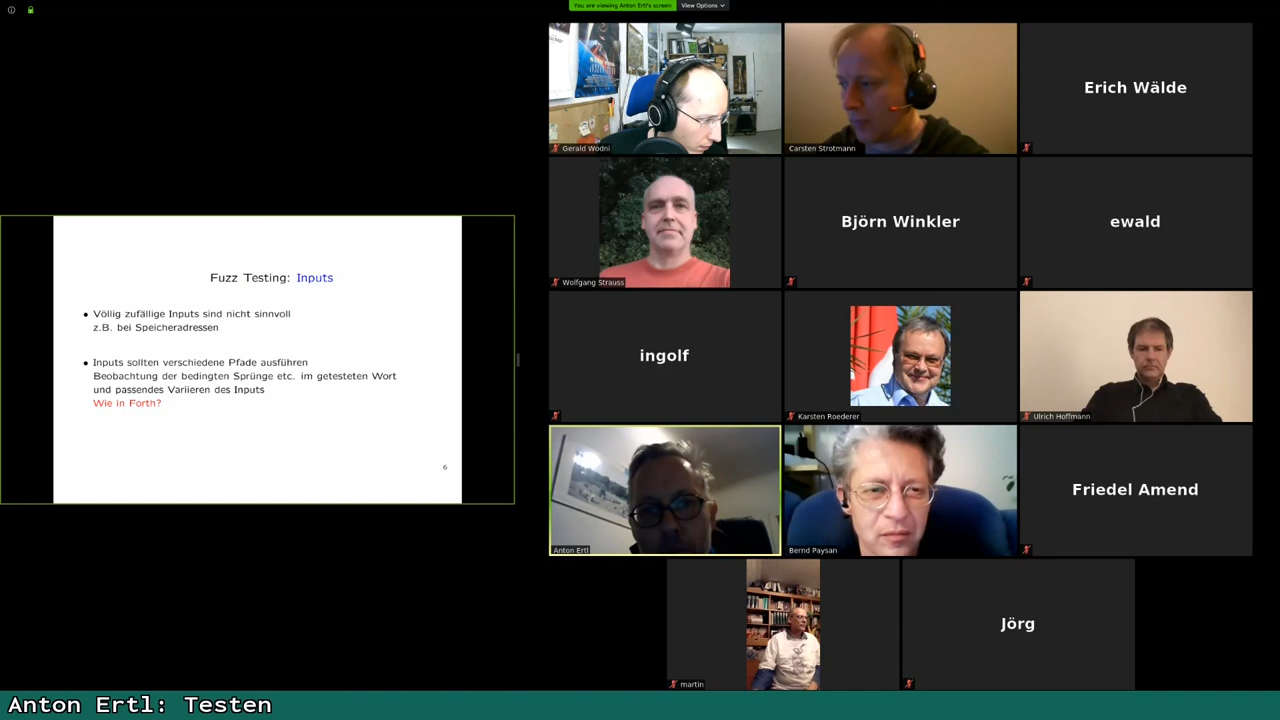 You are viewing Anton Ertl's screen
View Options
Fuzz Testing: Inputs
• Völlig zufällige Inputs sind nicht sinnvoll
z.B. bei Speicheradressen
• Inputs sollten verschiedene Pfade ausführen
Beobachtung der bedingten Sprünge etc. im getesteten Wort
und passendes Variieren des Inputs
Wie in Forth?
6
Gerald Wodni
Carsten Strotmann
Erich Wälde
Wolfgang Strauss
Björn Winkler
ewald
ingolf
Karsten Roederer
Ulrich Hoffmann
Anton Ertl
Bernd Paysan
Friedel Amend
martin
Jörg
Anton Ertl: Testen